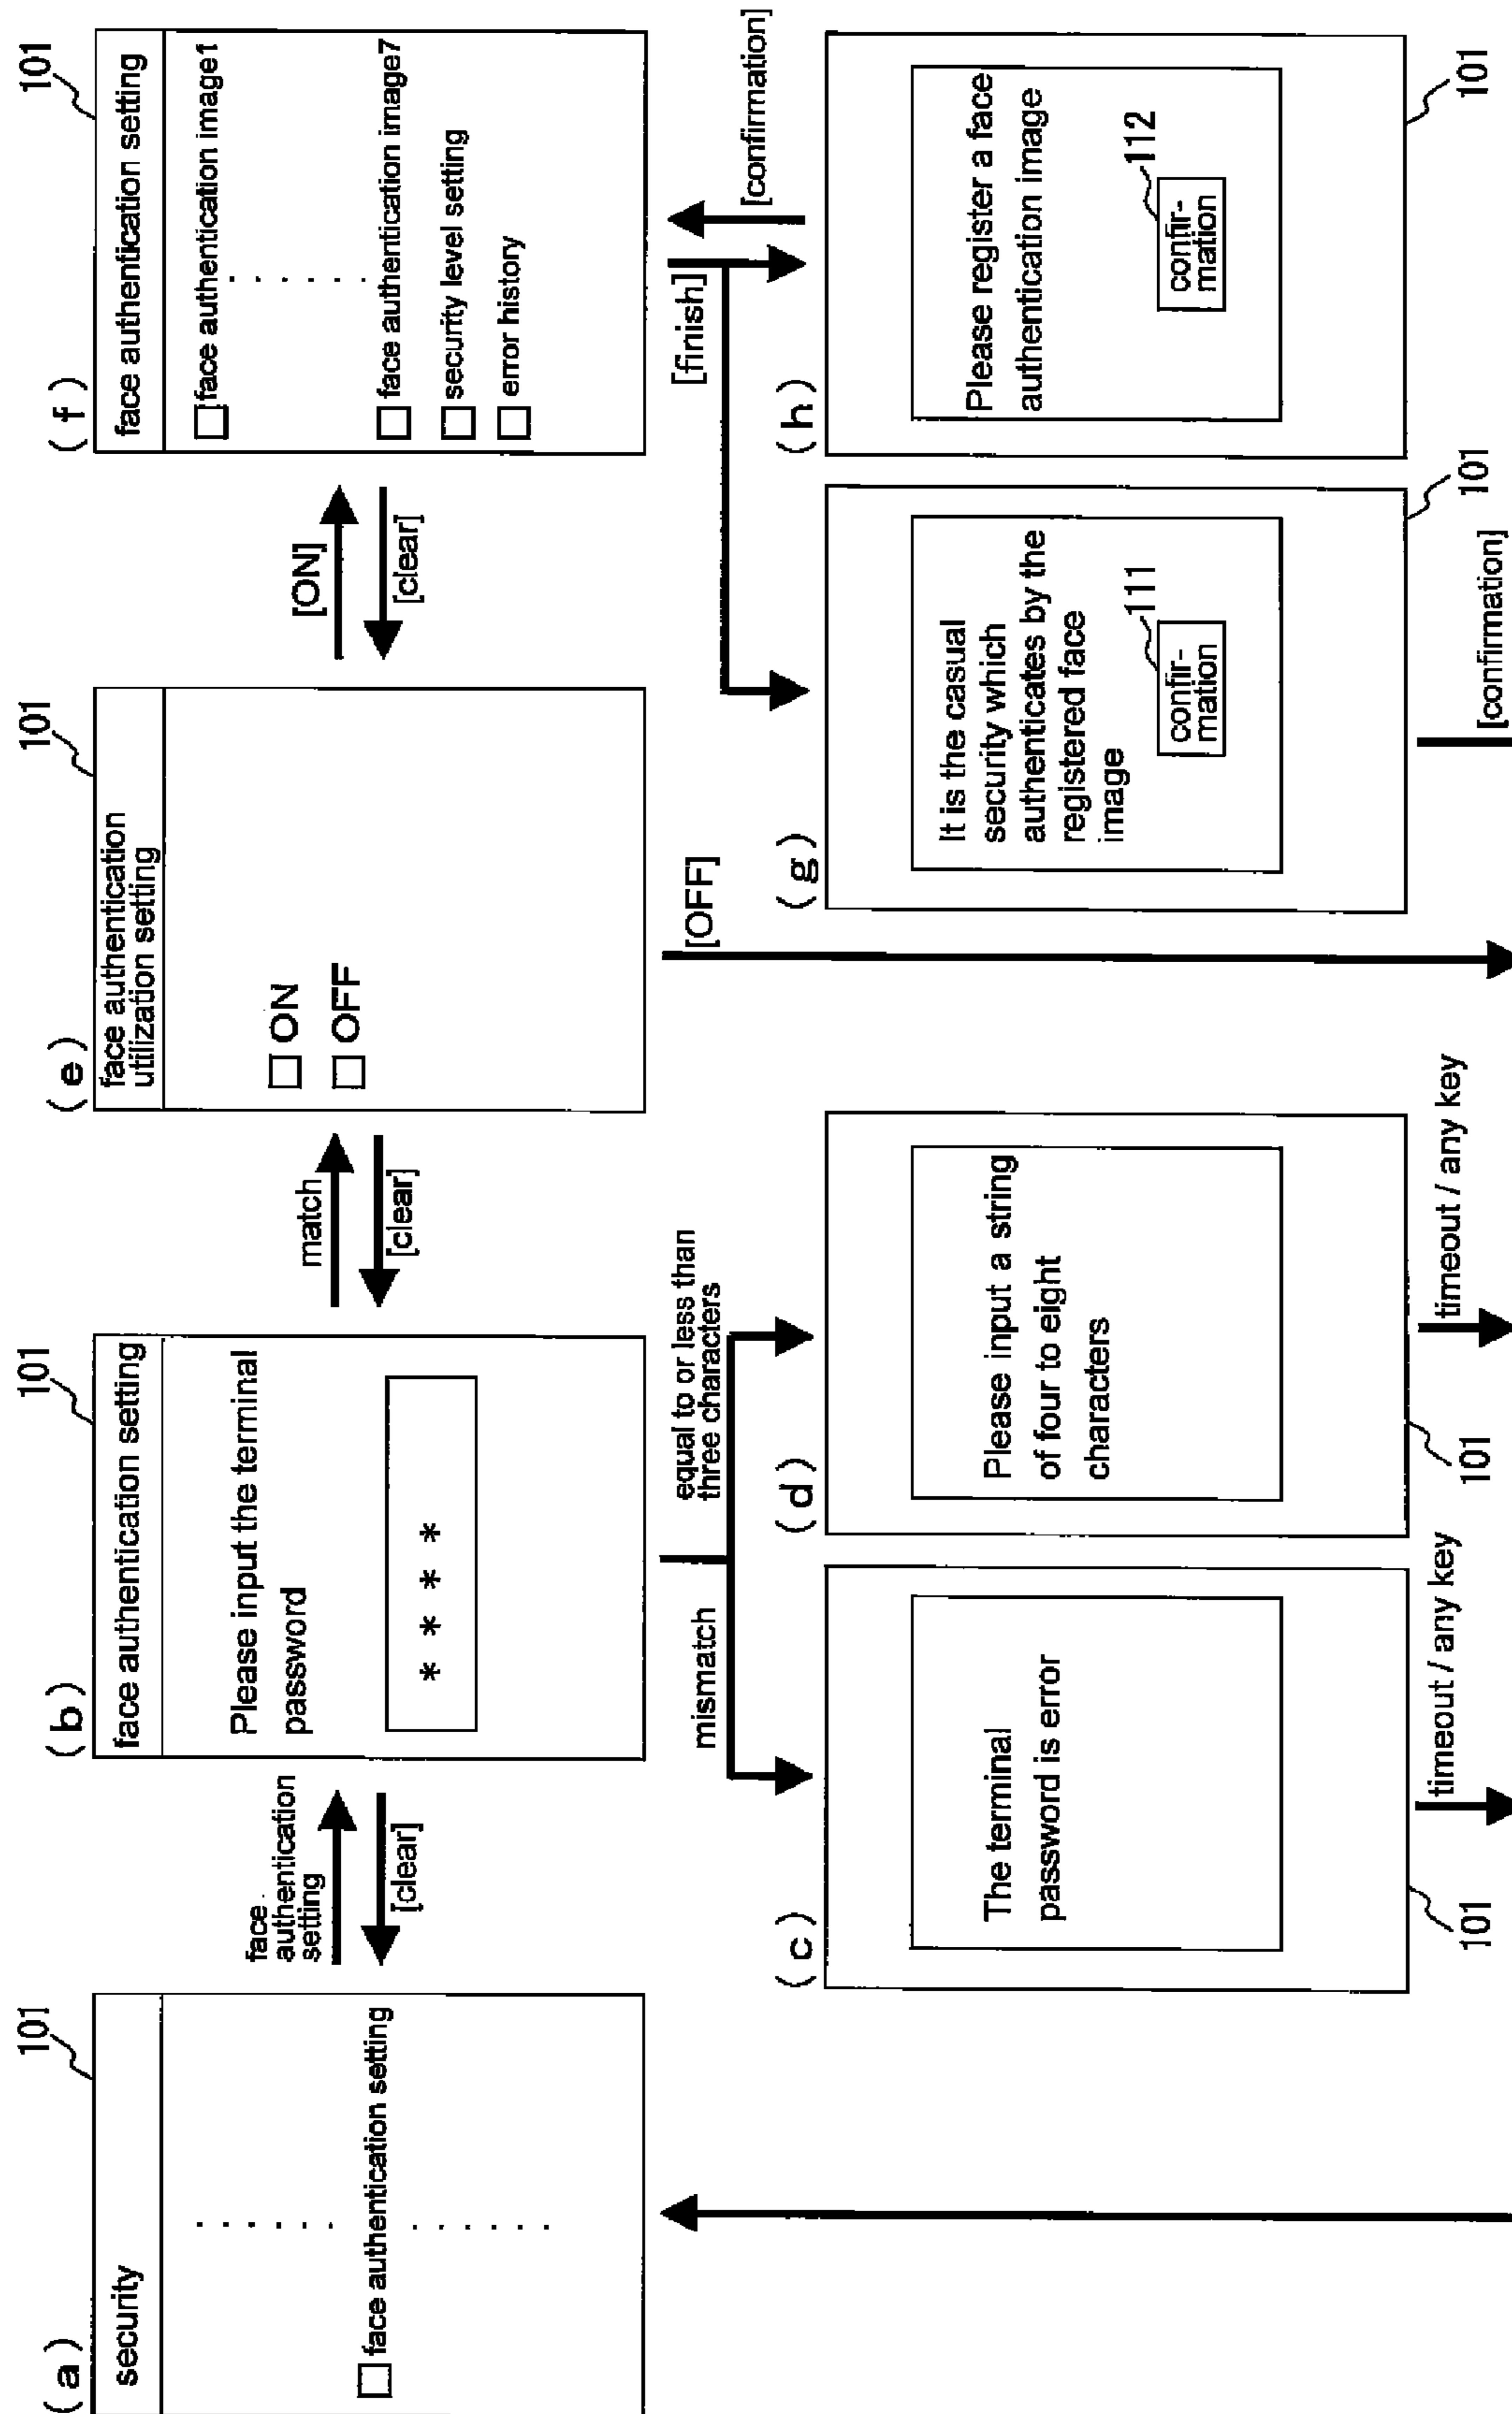 (a)
101
security
face authentication setting
face
authentication
setting
[clear]
(b)
101
face authentication setting
Please input the terminal
password
* * * *
match
[clear]
(e)
101
face authentication
utilization setting
ON
OFF
[ON]
[clear]
(f)
101
face authentication setting
face authentication image1
face authentication image7
security level setting
error history
mismatch
equal to or less than
three characters
[OFF]
[finish]
[confirmation]
(c)
The terminal
password is error
101
timeout / any key
(d)
Please input a string
of four to eight
characters
101
timeout / any key
(g)
It is the casual
security which
authenticates by the
registered face
image
111
confir-
mation
101
[confirmation]
(h)
Please register a face
authentication image
112
confir-
mation
101